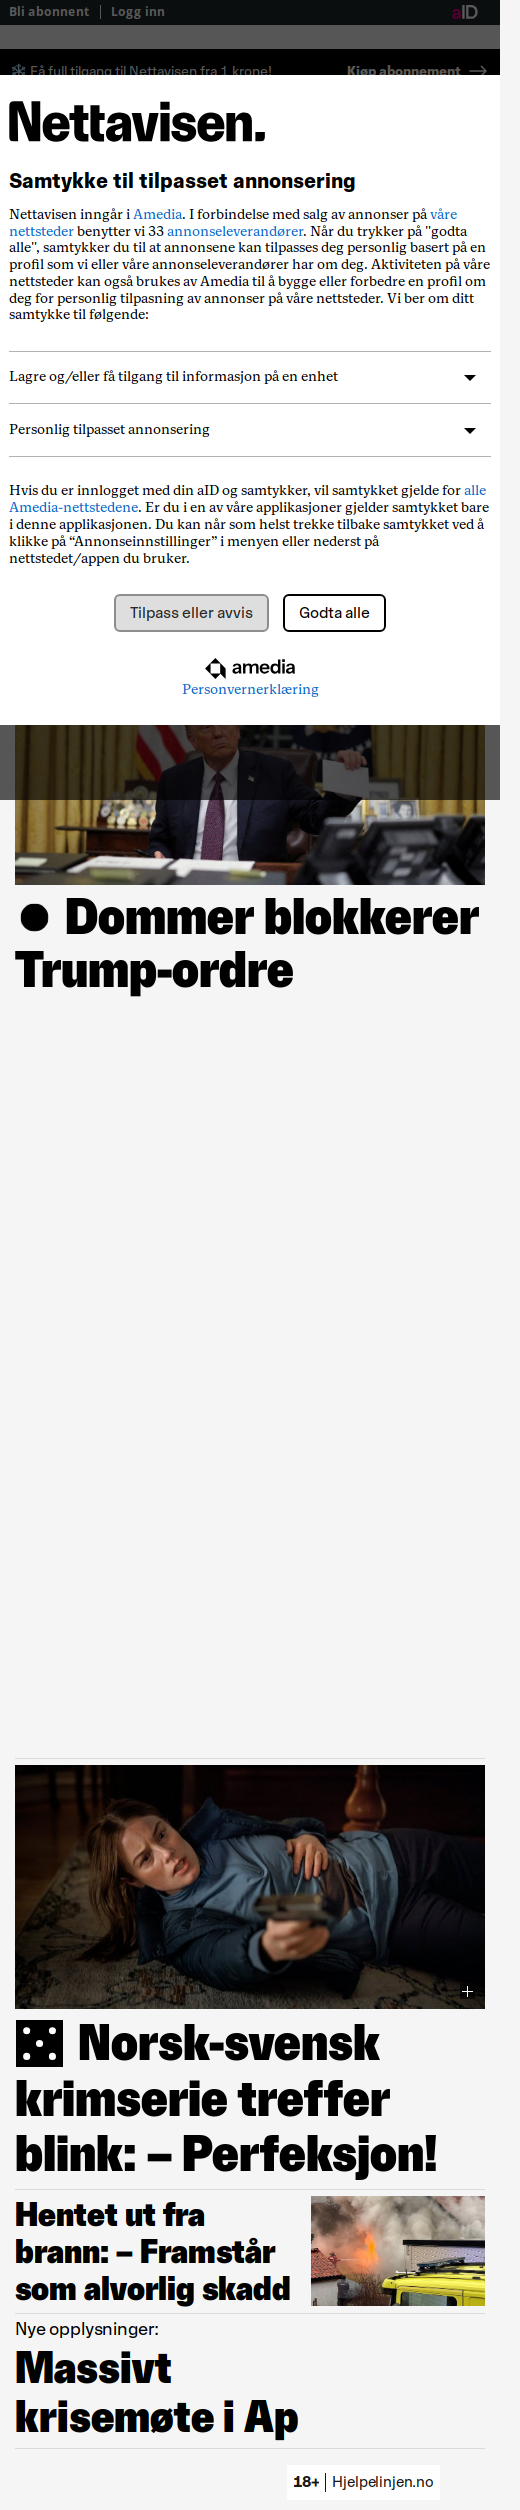 Bli abonnent | Logg inn
aID
Få full tilgang til Nettavisen fra 1 krone!
Kjøp abonnement →
Nettavisen.
Samtykke til tilpasset annonsering
Nettavisen inngår i Amedia. I forbindelse med salg av annonser på våre
nettsteder benytter vi 33 annonseleverandører. Når du trykker på "godta
alle", samtykker du til at annonsene kan tilpasses deg personlig basert på en
profil som vi eller våre annonseleverandører har om deg. Aktiviteten på våre
nettsteder kan også brukes av Amedia til å bygge eller forbedre en profil om
deg for personlig tilpasning av annonser på våre nettsteder. Vi ber om ditt
samtykke til følgende:
Lagre og/eller få tilgang til informasjon på en enhet
Personlig tilpasset annonsering
Hvis du er innlogget med din aID og samtykker, vil samtykket gjelde for alle
Amedia-nettstedene. Er du i en av våre applikasjoner gjelder samtykket bare
i denne applikasjonen. Du kan når som helst trekke tilbake samtykket ved å
klikke på “Annonseinnstillinger” i menyen eller nederst på
nettstedet/appen du bruker.
Tilpass eller avvis
Godta alle
amedia
Personvernerklæring
Dommer blokkerer
Trump-ordre
Norsk-svensk
krimserie treffer
blink: – Perfeksjon!
Hentet ut fra
brann: – Framstår
som alvorlig skadd
Nye opplysninger:
Massivt
krisemøte i Ap
18+ | Hjelpelinjen.no